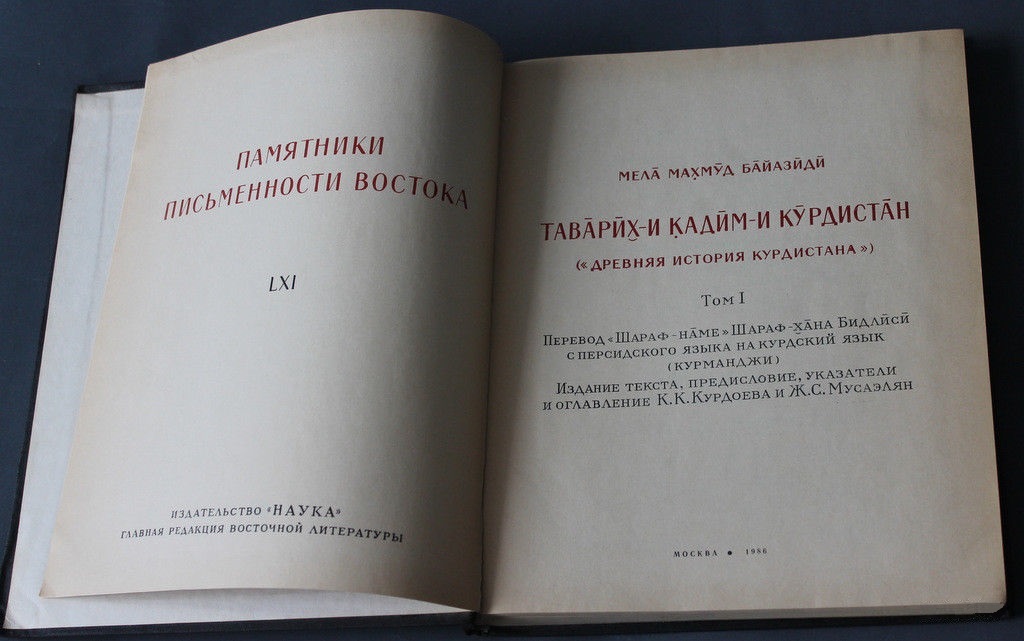 ПАМЯТНИКИ
ПИСЬМЕННОСТИ ВОСТОКА
LXI
ИЗДАТЕЛЬСТВО «НАУКА»
ГЛАВНАЯ РЕДАКЦИЯ ВОСТОЧНОЙ ЛИТЕРАТУРЫ
МЕЛА̄ МАХ̣МӮД БА̄ЙАЗӢДӢ
ТАВА̄РӢХ̮-И К̣АДӢМ-И КӮРДИСТА̄Н
(«ДРЕВНЯЯ ИСТОРИЯ КУРДИСТАНА»)
Том I
ПЕРЕВОД «ШАРАФ-НА̄МЕ» ШАРАФ-Х̮А̄НА БИДЛӢСӢ
С ПЕРСИДСКОГО ЯЗЫКА НА КУРДСКИЙ ЯЗЫК
(КУРМАНДЖИ)
ИЗДАНИЕ ТЕКСТА, ПРЕДИСЛОВИЕ, УКАЗАТЕЛИ
И ОГЛАВЛЕНИЕ К.К.КУРДОЕВА И Ж.С.МУСАЭЛЯН
МОСКВА • 1986